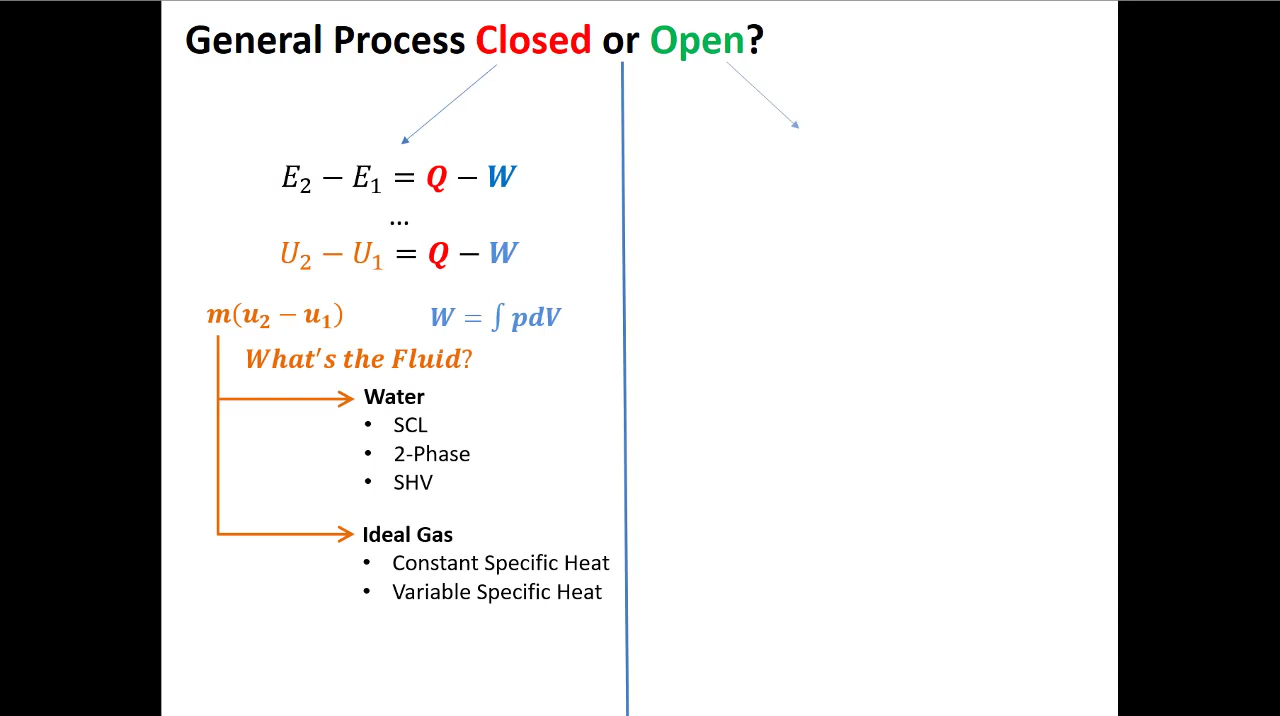 General Process Closed or Open?
E₂ − E₁ = Q − W
...
U₂ − U₁ = Q − W
m(u₂ − u₁)
W = ∫ pdV
What's the Fluid?
Water
• SCL
• 2-Phase
• SHV
Ideal Gas
• Constant Specific Heat
• Variable Specific Heat